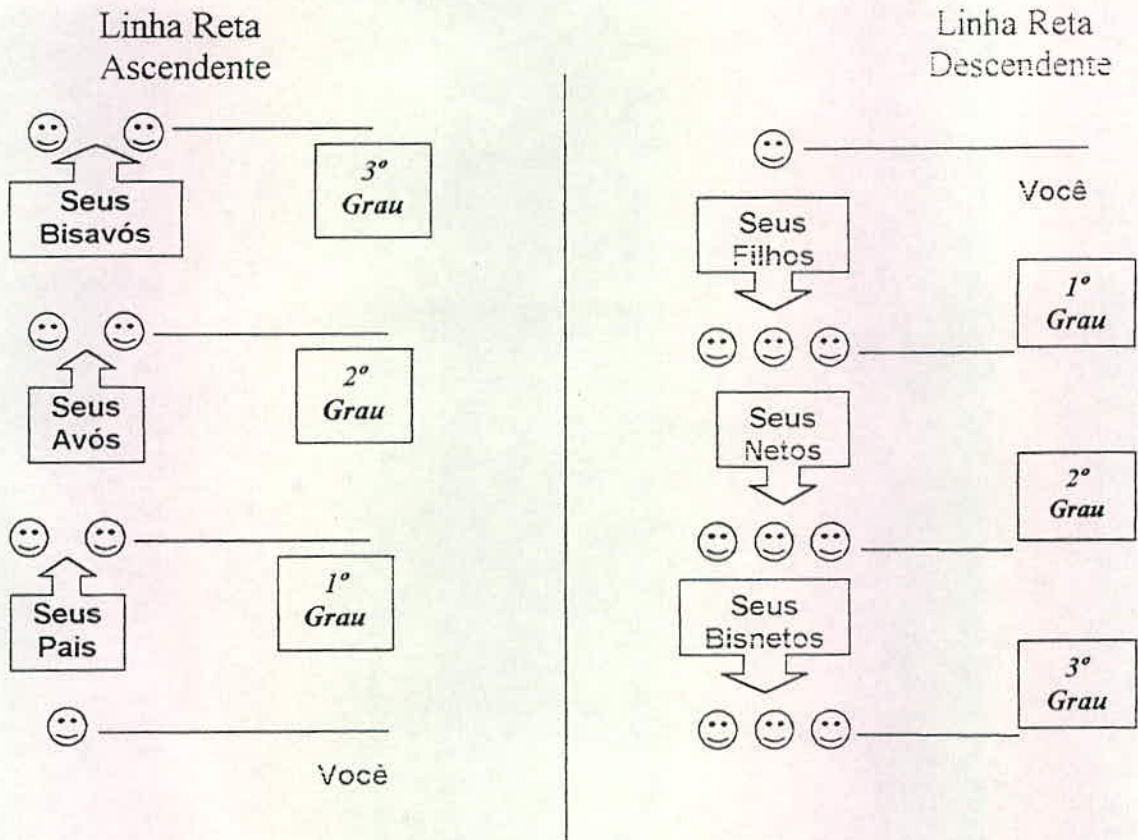 Linha Reta
Ascendente
3º
Grau
Seus
Bisavós
2º
Grau
Seus
Avós
1º
Grau
Seus
Pais
Você
Linha Reta
Descendente
Você
Seus
Filhos
1º
Grau
Seus
Netos
2º
Grau
Seus
Bisnetos
3º
Grau